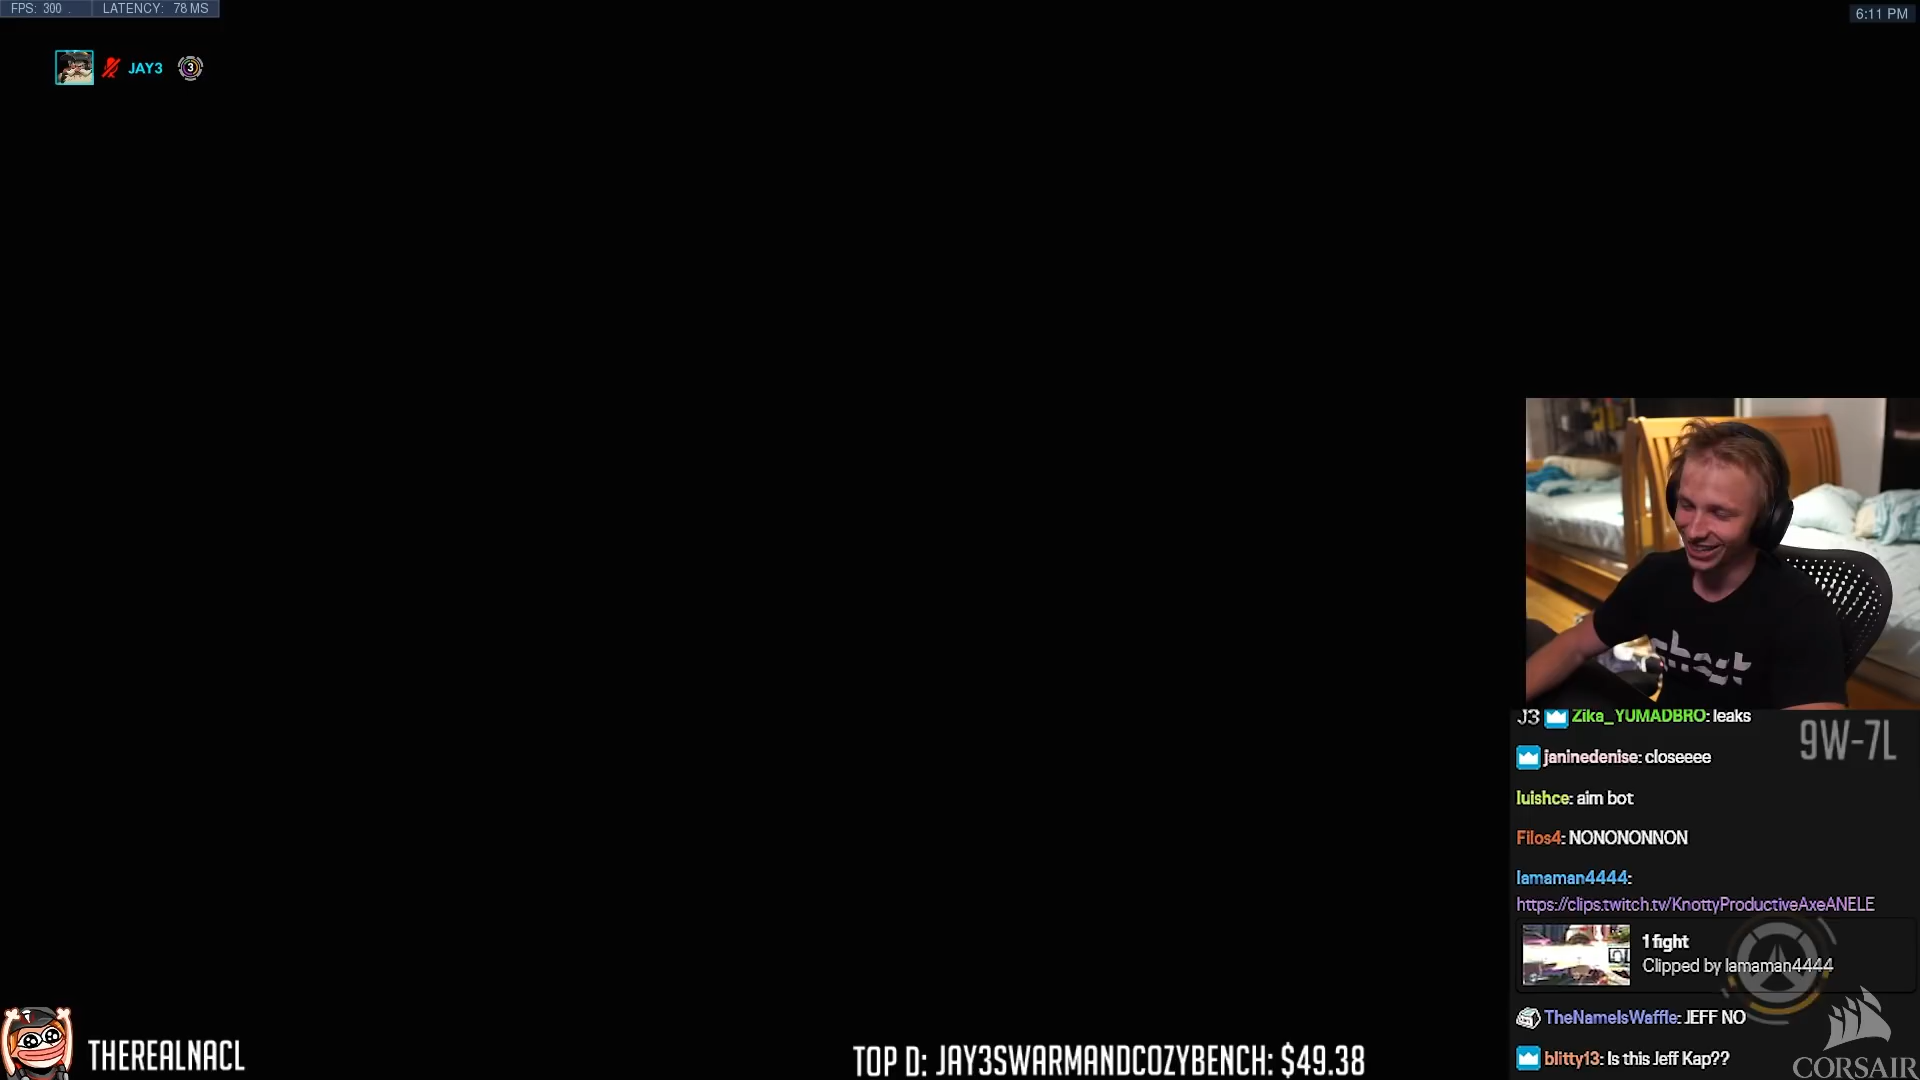 FPS: 300
LATENCY: 78 MS
6:11 PM
JAY3
3
ghost
J3 Zika_YUMADBRO: leaks
9W-7L
janinedenise: closeeee
luishce: aim bot
Filos4: NONONONNON
lamaman4444:
https://clips.twitch.tv/KnottyProductiveAxeANELE
1 fight
Clipped by lamaman4444
TheNameIsWaffle: JEFF NO
blitty13: Is this Jeff Kap??
CORSAIR
THEREALNACL
TOP D: JAY3SWARMANDCOZYBENCH: $49.38